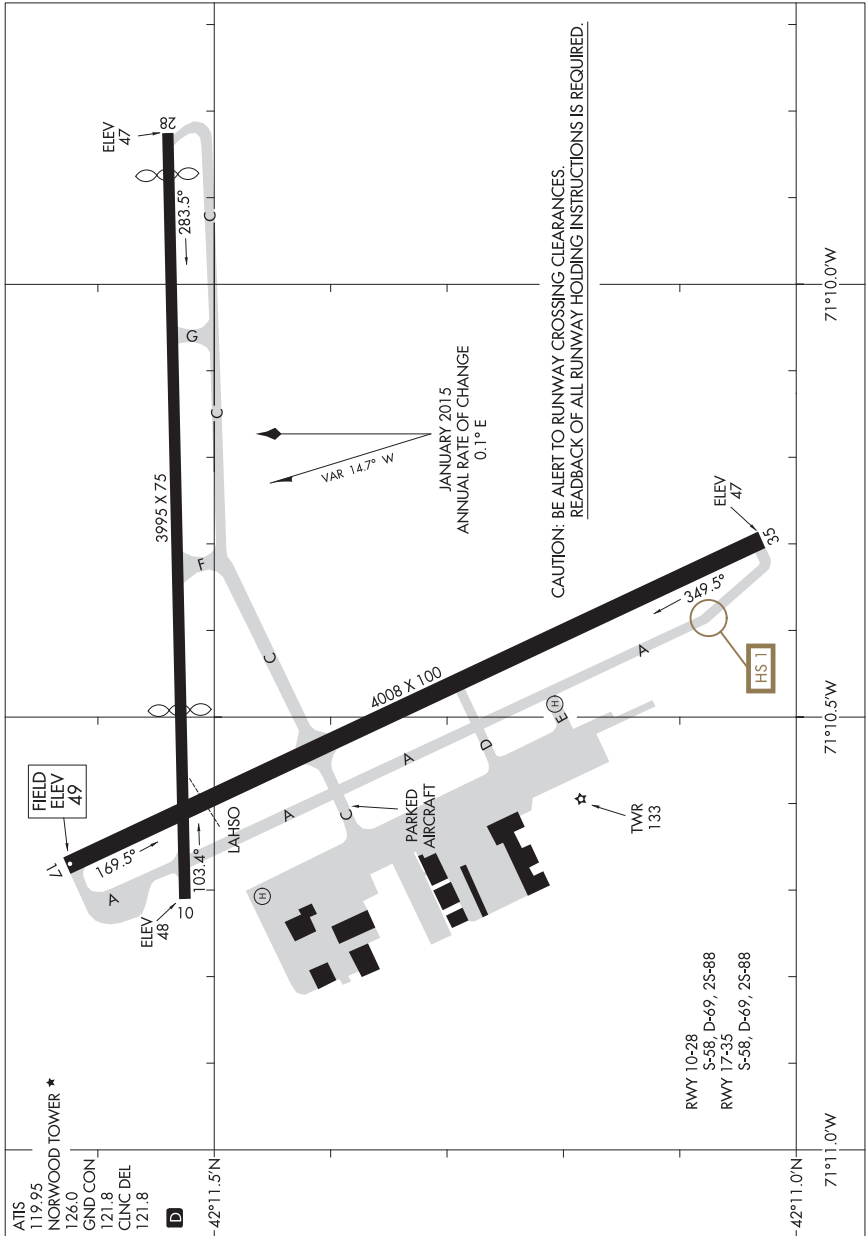 ATIS
119.95
NORWOOD TOWER ★
126.0
GND CON
121.8
CLNC DEL
121.8
D
FIELD
ELEV
49
17
169.5°
A
ELEV
48
10
103.4°
LAHSO
3995 X 75
283.5°
28
ELEV
47
C
G
C
F
C
A
A
C
PARKED
AIRCRAFT
4008 X 100
D
E
H
H
A
349.5°
35
ELEV
47
HS 1
TWR
133
VAR 14.7° W
JANUARY 2015
ANNUAL RATE OF CHANGE
0.1° E
CAUTION: BE ALERT TO RUNWAY CROSSING CLEARANCES.
READBACK OF ALL RUNWAY HOLDING INSTRUCTIONS IS REQUIRED.
RWY 10-28
S-58, D-69, 2S-88
RWY 17-35
S-58, D-69, 2S-88
42°11.5'N
42°11.0'N
71°11.0'W
71°10.5'W
71°10.0'W